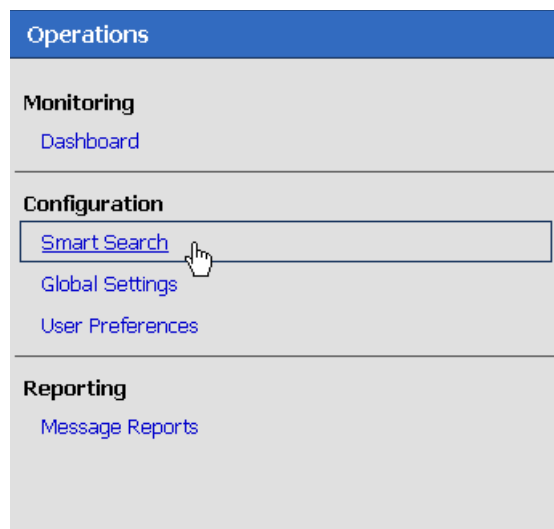 Operations
Monitoring
Dashboard
Configuration
Smart Search
Global Settings
User Preferences
Reporting
Message Reports